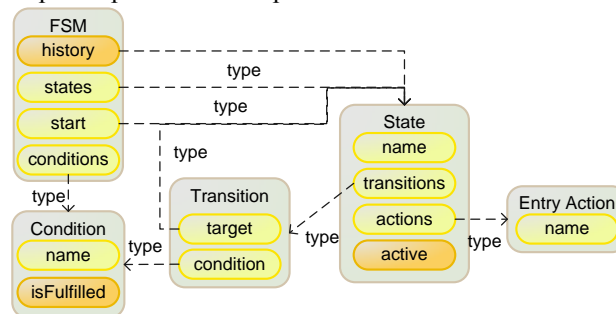 FSM
history
states
start
conditions
type
type
type
type
type
type
State
name
transitions
actions
active
Transition
target
condition
Entry Action
name
Condition
name
isFulfilled